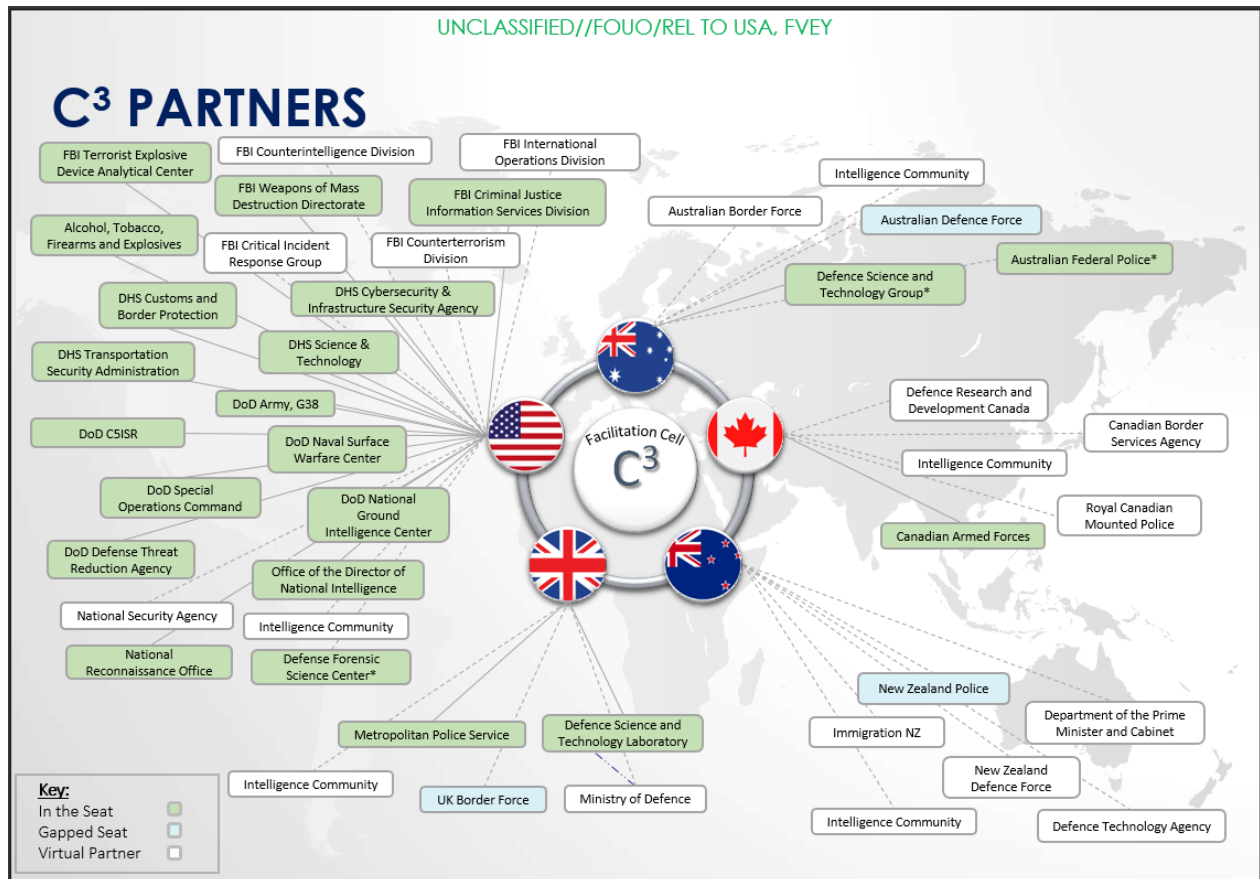 UNCLASSIFIED//FOUO/REL TO USA, FVEY
C³ PARTNERS
FBI Terrorist Explosive
Device Analytical Center
FBI Counterintelligence Division
FBI International
Operations Division
FBI Weapons of Mass
Destruction Directorate
FBI Criminal Justice
Information Services Division
Alcohol, Tobacco,
Firearms and Explosives
FBI Critical Incident
Response Group
FBI Counterterrorism
Division
DHS Customs and
Border Protection
DHS Cybersecurity &
Infrastructure Security Agency
DHS Science &
Technology
DHS Transportation
Security Administration
DoD Army, G38
DoD C5ISR
DoD Naval Surface
Warfare Center
DoD Special
Operations Command
DoD National
Ground
Intelligence Center
DoD Defense Threat
Reduction Agency
Office of the Director of
National Intelligence
National Security Agency
Intelligence Community
National
Reconnaissance Office
Defense Forensic
Science Center*
Intelligence Community
Australian Border Force
Australian Defence Force
Defence Science and
Technology Group*
Australian Federal Police*
Facilitation Cell
C³
Defence Research and
Development Canada
Canadian Border
Services Agency
Intelligence Community
Royal Canadian
Mounted Police
Canadian Armed Forces
Metropolitan Police Service
Defence Science and
Technology Laboratory
Intelligence Community
UK Border Force
Ministry of Defence
New Zealand Police
Immigration NZ
Department of the Prime
Minister and Cabinet
New Zealand
Defence Force
Intelligence Community
Defence Technology Agency
Key:
In the Seat
Gapped Seat
Virtual Partner